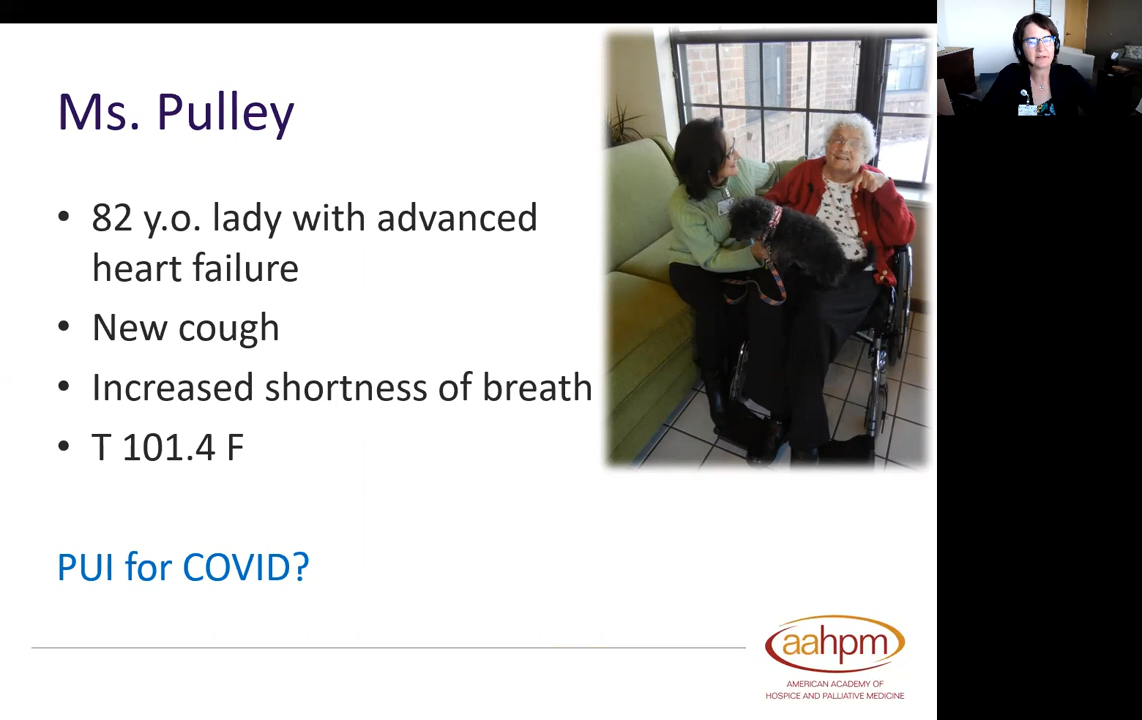 Ms. Pulley
• 82 y.o. lady with advanced
heart failure
• New cough
• Increased shortness of breath
• T 101.4 F
PUI for COVID?
aahpm
AMERICAN ACADEMY OF
HOSPICE AND PALLIATIVE MEDICINE